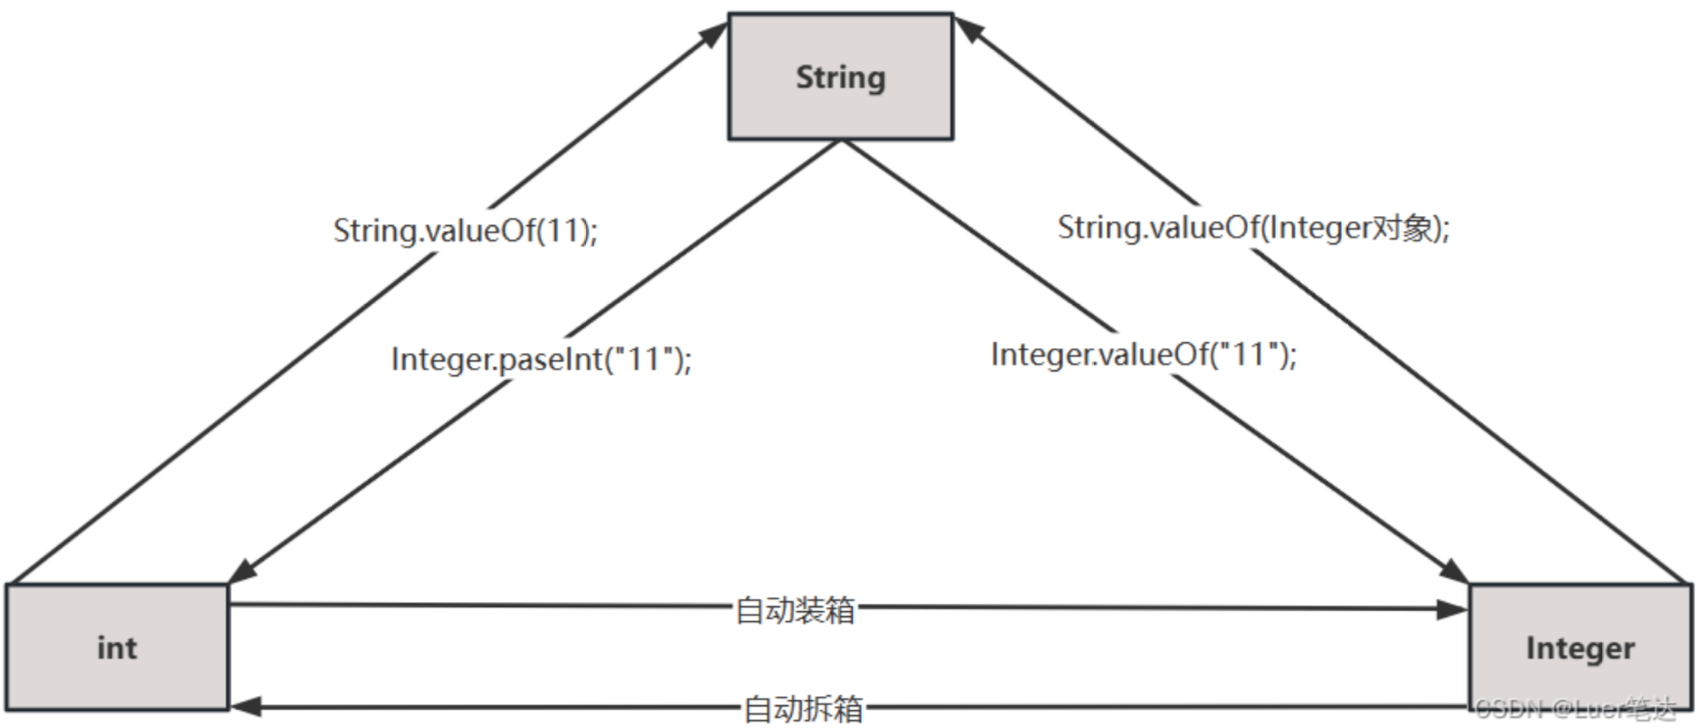 String
String.valueOf(11);
String.valueOf(Integer对象);
Integer.paseInt("11");
Integer.valueOf("11");
自动装箱
int
Integer
自动拆箱
CSDN @Luer笔达